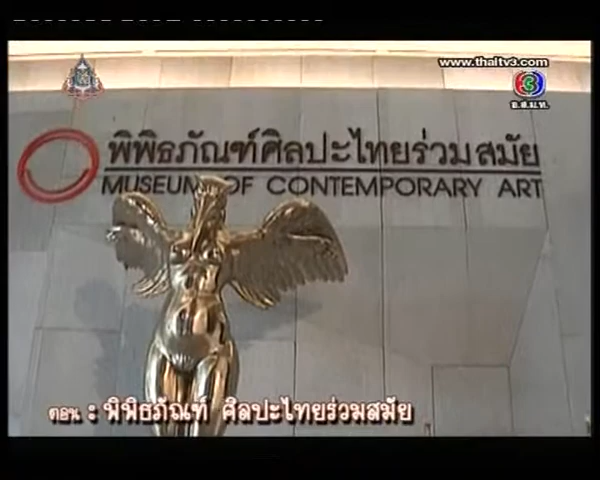 www.thaitv3.com
3
อ.ส.ม.ท.
พิพิธภัณฑ์ศิลปะไทยร่วมสมัย
MUSEUM OF CONTEMPORARY ART
ตอน : พิพิธภัณฑ์ ศิลปะไทยร่วมสมัย